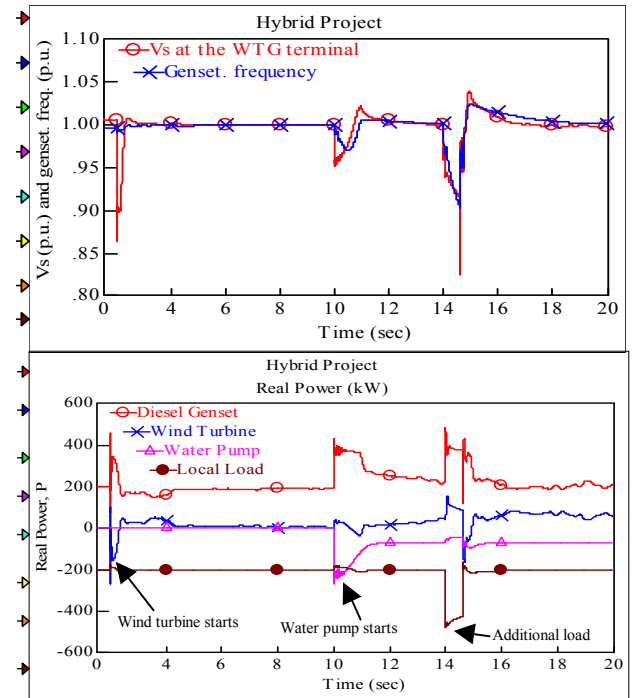 Hybrid Project
Vs (p.u.) and genset. freq. (p.u.)
1.10
1.05
1.00
.95
.90
.85
.80
Vs at the WTG terminal
Genset. frequency
0 4 6 8 10 12 14 16 18 20
Time (sec)
Hybrid Project
Real Power (kW)
Real Power, P
600
400
200
0
-200
-400
-600
Diesel Genset
Wind Turbine
Water Pump
Local Load
Wind turbine starts
Water pump starts
Additional load
0 4 6 8 10 12 14 16 20
Time (sec)